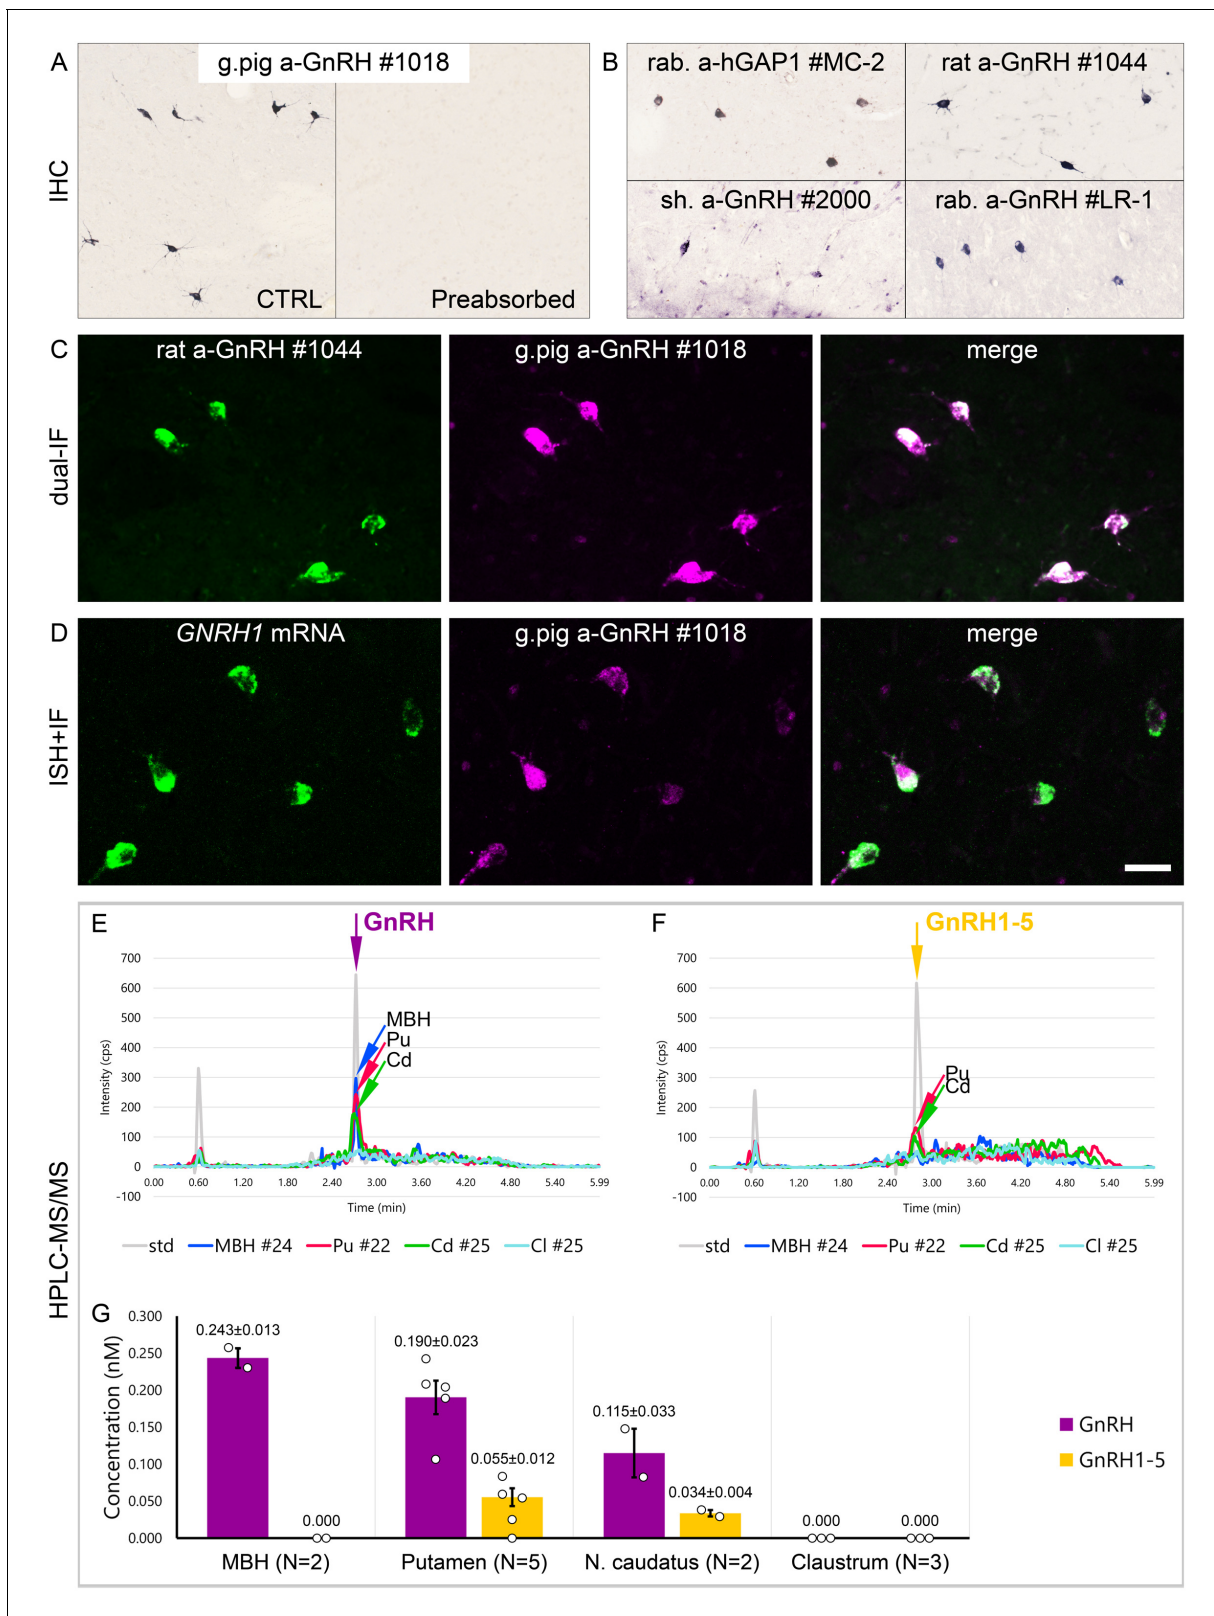 A
g.pig a-GnRH #1018
CTRL
Preabsorbed
IHC
B
rab. a-hGAP1 #MC-2
rat a-GnRH #1044
sh. a-GnRH #2000
rab. a-GnRH #LR-1
C
rat a-GnRH #1044
g.pig a-GnRH #1018
merge
dual-IF
D
GNRH1 mRNA
g.pig a-GnRH #1018
merge
ISH+IF
HPLC-MS/MS
E
GnRH
700
600
500
400
300
200
100
0
-100
Intensity (cps)
MBH
Pu
Cd
0.00 0.60 1.20 1.80 2.40 3.00 3.60 4.20 4.80 5.40 5.99
Time (min)
std MBH #24 Pu #22 Cd #25 Cl #25
F
GnRH1-5
700
600
500
400
300
200
100
0
-100
Intensity (cps)
Pu
Cd
0.00 0.60 1.20 1.80 2.40 3.00 3.60 4.20 4.80 5.40 5.99
Time (min)
std MBH #24 Pu #22 Cd #25 Cl #25
G
0.300
0.250
0.200
0.150
0.100
0.050
0.000
Concentration (nM)
0.243±0.013
0.000
0.190±0.023
0.055±0.012
0.115±0.033
0.034±0.004
0.000
0.000
MBH (N=2) Putamen (N=5) N. caudatus (N=2) Claustrum (N=3)
GnRH
GnRH1-5